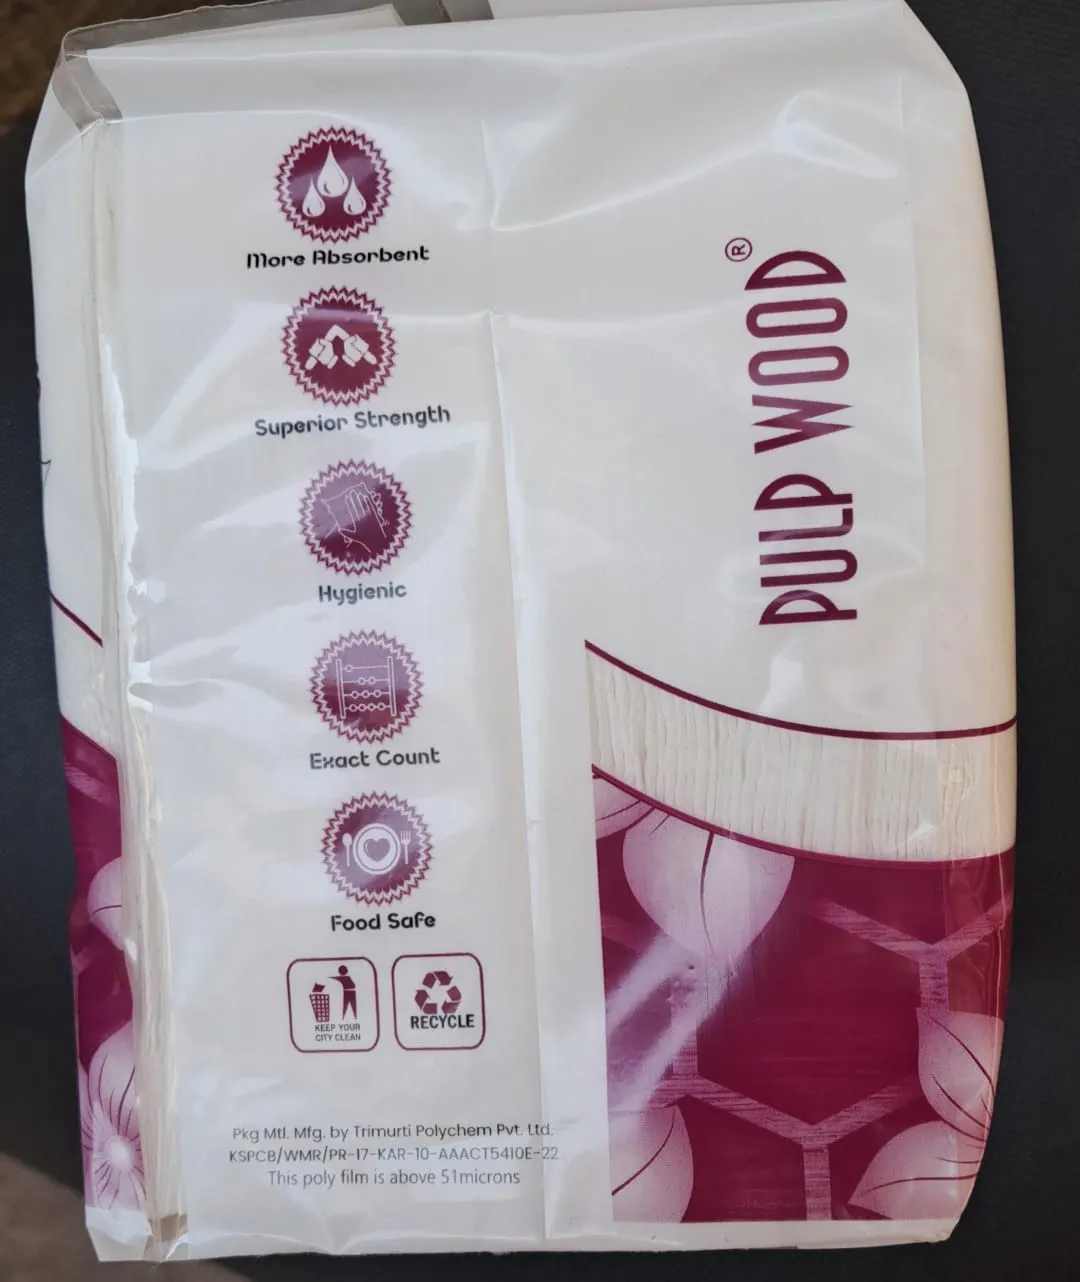 More Absorbent
Superior Strength
Hygienic
Exact Count
Food Safe
KEEP YOUR
CITY CLEAN
RECYCLE
Pkg Mtl. Mfg. by Trimurti Polychem Pvt. Ltd.
KSPCB/WMR/PR-17-KAR-10-AAACT5410E-22
This poly film is above 51microns
PULP WOOD®